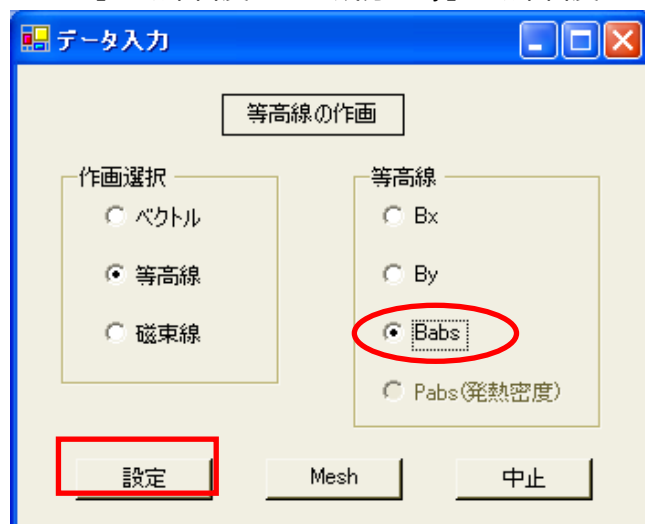 データ入力
等高線の作画
作画選択
ベクトル
等高線
磁束線
等高線
Bx
By
Babs
Pabs(発熱密度)
設定
Mesh
中止